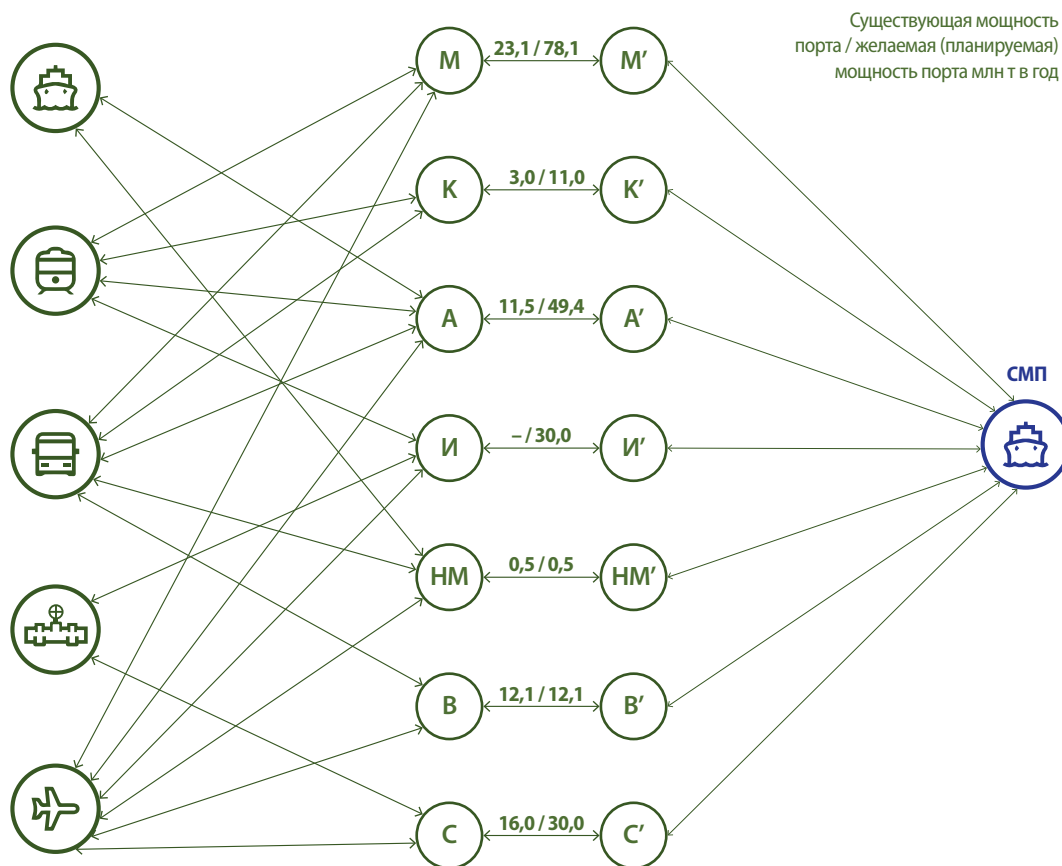 Существующая мощность
порта / желаемая (планируемая)
мощность порта млн т в год
М 23,1 / 78,1 М′
К 3,0 / 11,0 К′
А 11,5 / 49,4 А′
СМП
И – / 30,0 И′
НМ 0,5 / 0,5 НМ′
В 12,1 / 12,1 В′
С 16,0 / 30,0 С′